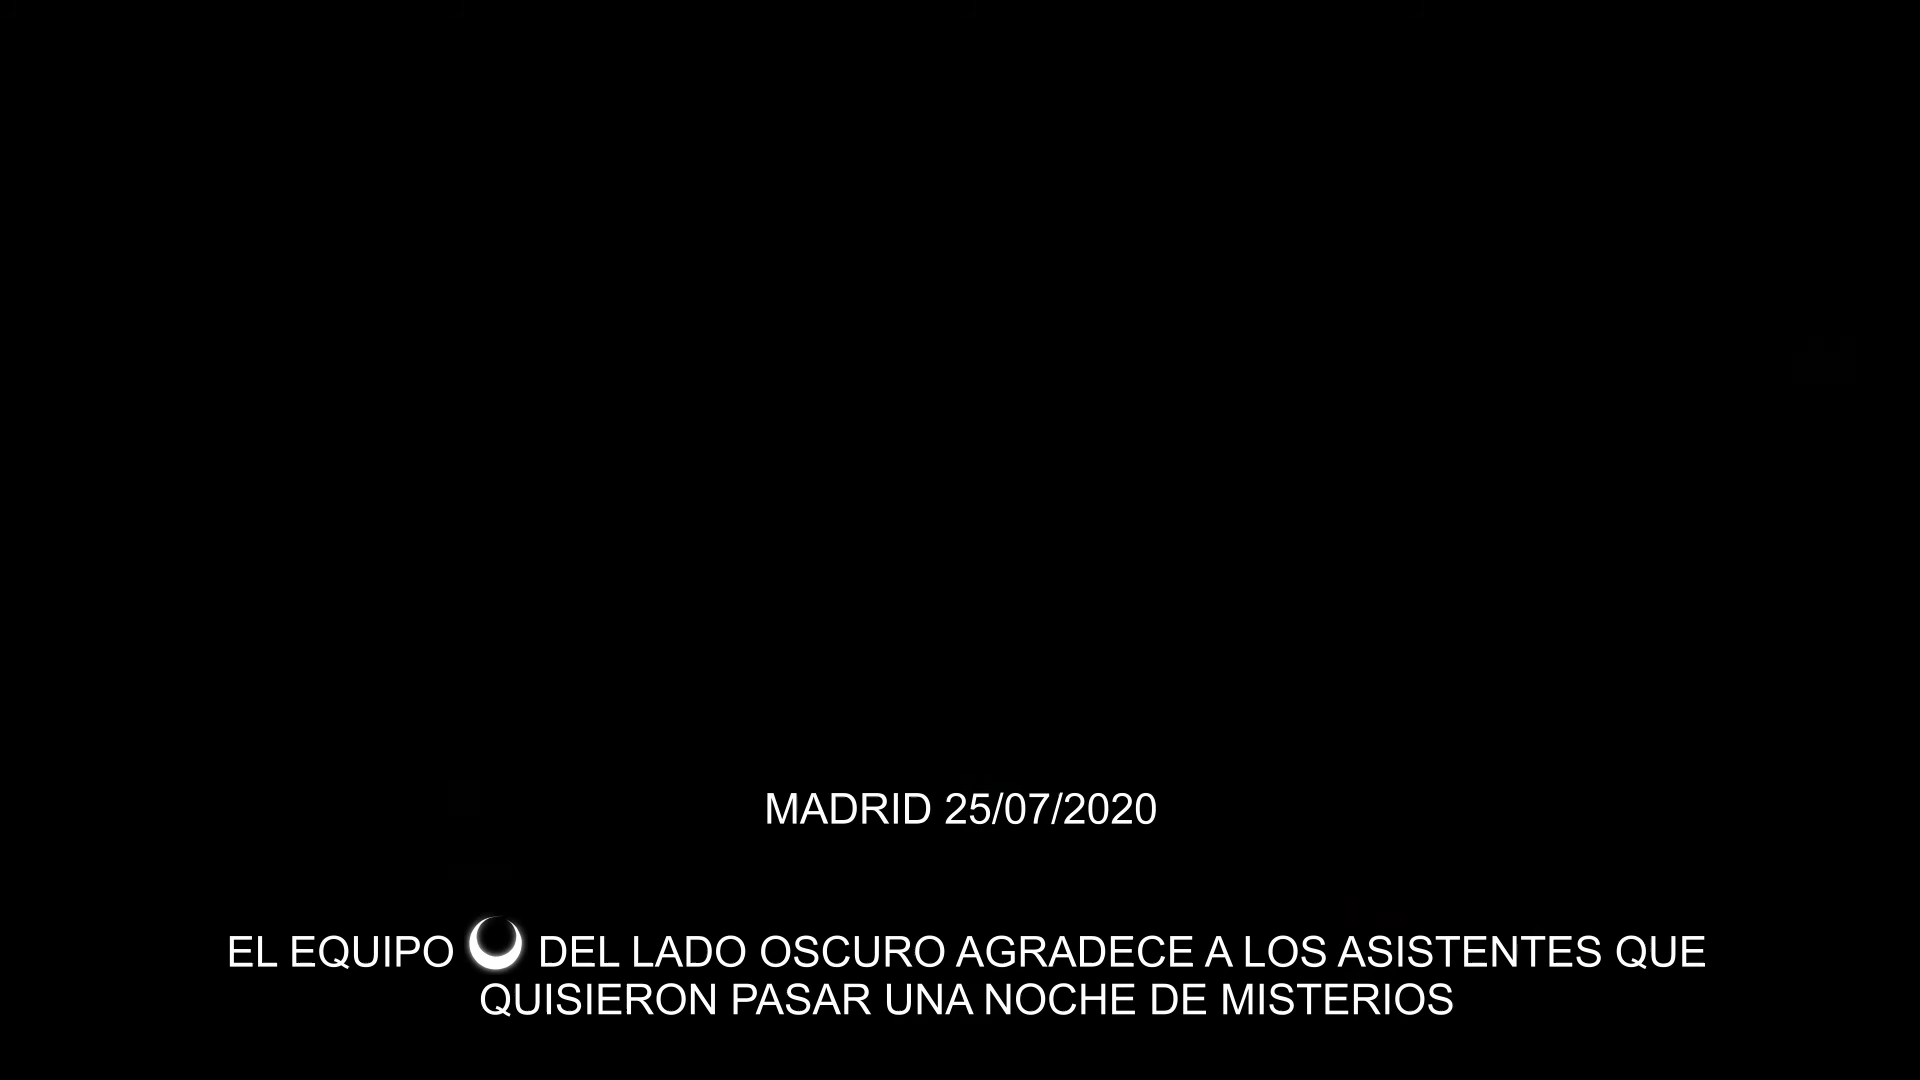 MADRID 25/07/2020
EL EQUIPO DEL LADO OSCURO AGRADECE A LOS ASISTENTES QUE
QUISIERON PASAR UNA NOCHE DE MISTERIOS